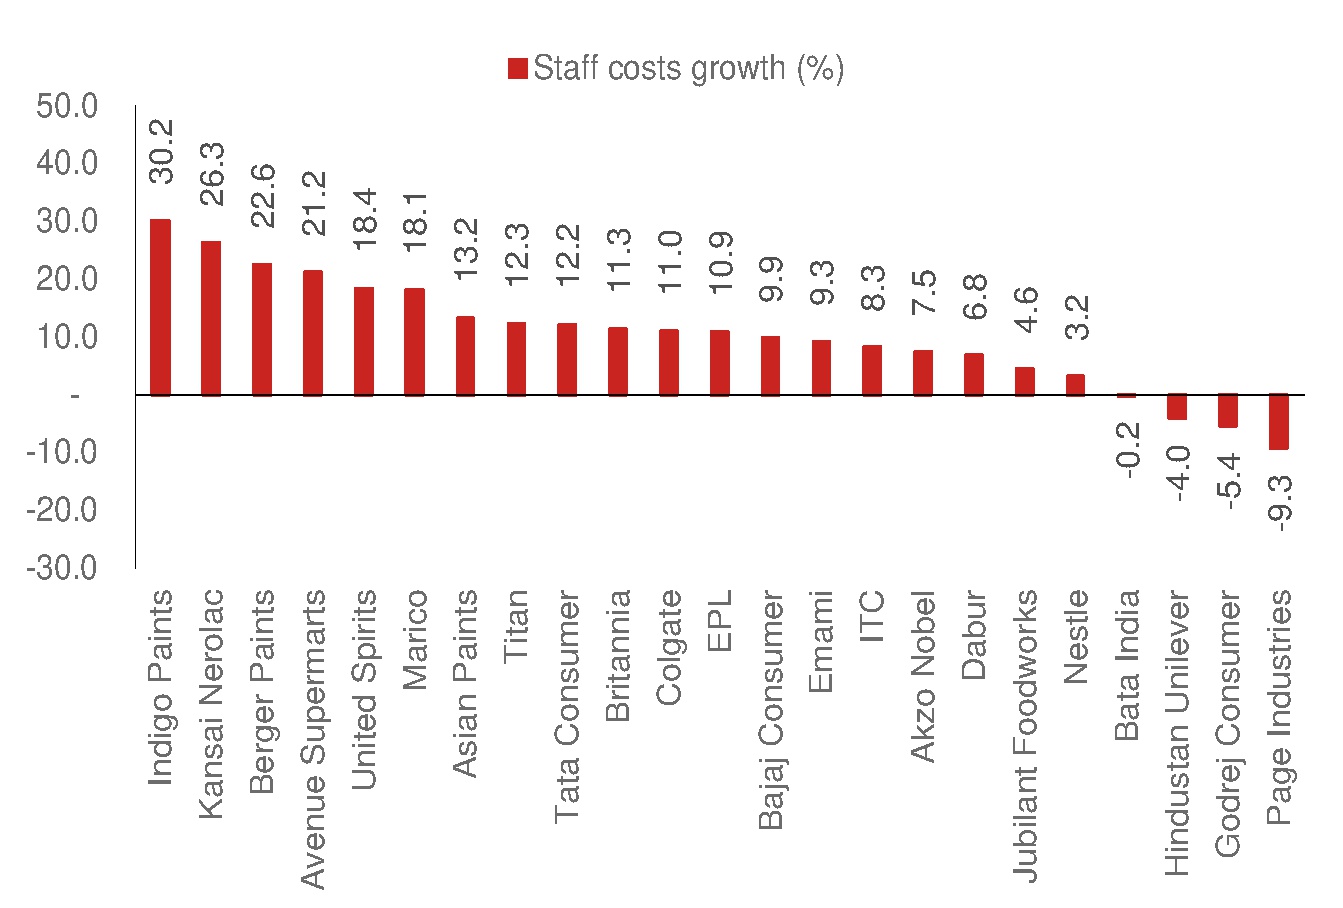 Staff costs growth (%)
50.0
40.0
30.0
20.0
10.0
-
-10.0
-20.0
-30.0
30.2
26.3
22.6
21.2
18.4
18.1
13.2
12.3
12.2
11.3
11.0
10.9
9.9
9.3
8.3
7.5
6.8
4.6
3.2
-0.2
-4.0
-5.4
-9.3
Indigo Paints
Kansai Nerolac
Berger Paints
Avenue Supermarts
United Spirits
Marico
Asian Paints
Titan
Tata Consumer
Britannia
Colgate
EPL
Bajaj Consumer
Emami
ITC
Akzo Nobel
Dabur
Jubilant Foodworks
Nestle
Bata India
Hindustan Unilever
Godrej Consumer
Page Industries